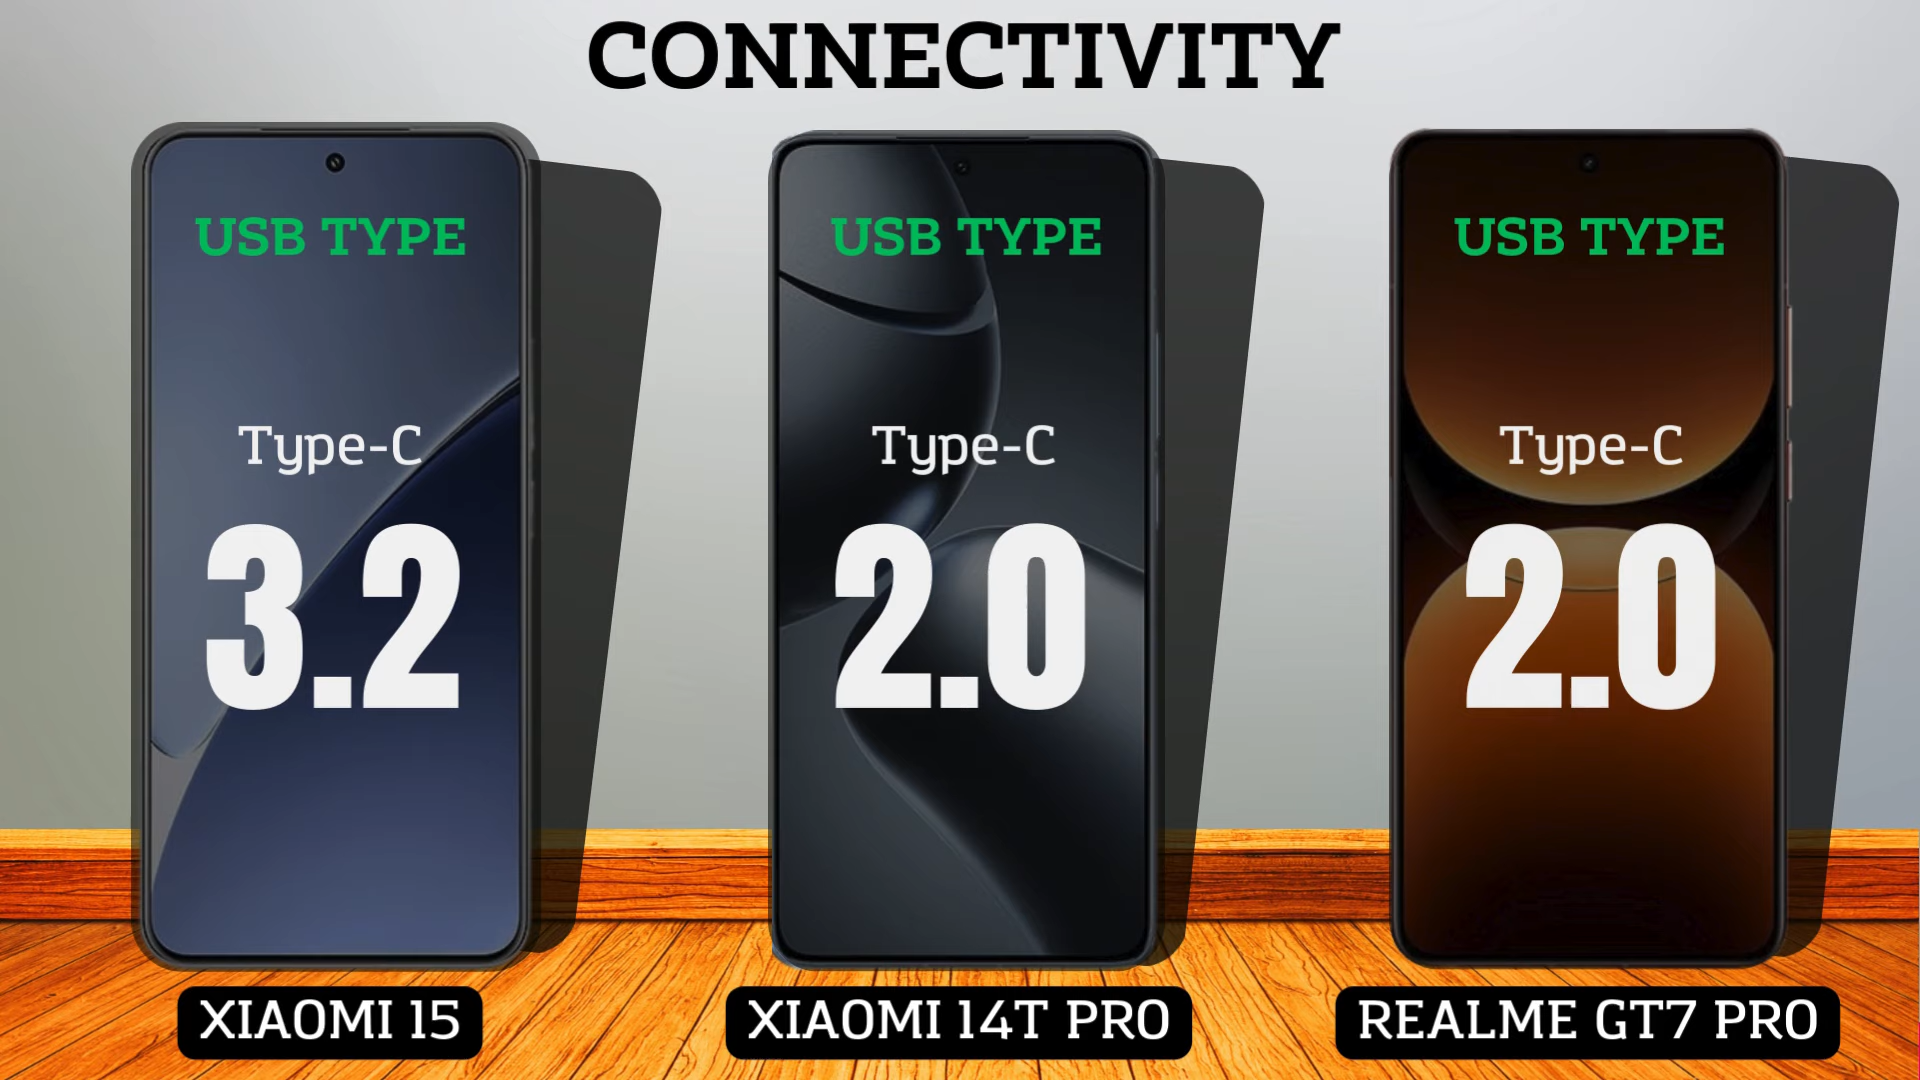 CONNECTIVITY
USB TYPE
Type-C
3.2
XIAOMI 15
USB TYPE
Type-C
2.0
XIAOMI 14T PRO
USB TYPE
Type-C
2.0
REALME GT7 PRO